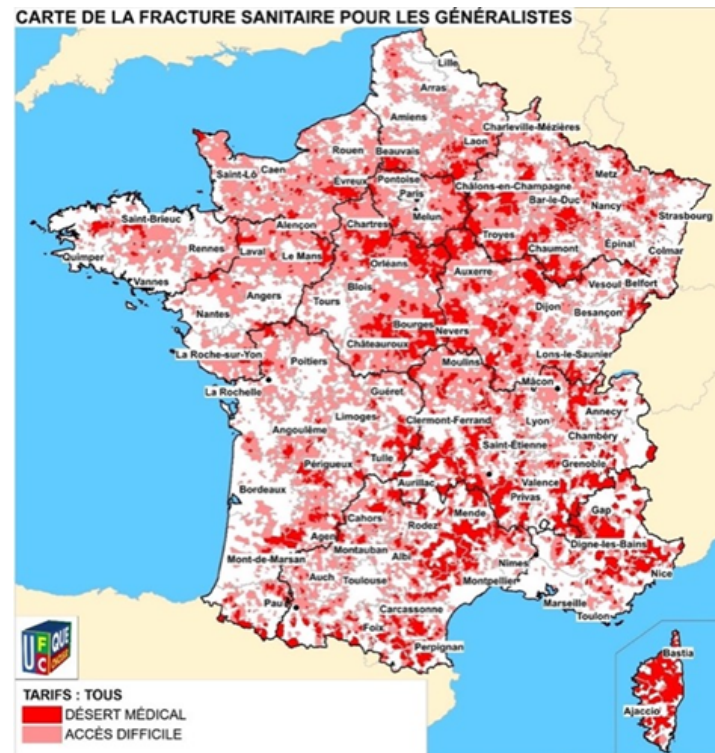 CARTE DE LA FRACTURE SANITAIRE POUR LES GÉNÉRALISTES
Lille
Arras
Amiens
Charleville-Mézières
Rouen
Beauvais
Laon
Saint-Lô
Caen
Évreux
Pontoise
Paris
Metz
Châlons-en-Champagne
Bar-le-Duc
Melun
Nancy
Strasbourg
Saint-Brieuc
Alençon
Chartres
Troyes
Chaumont
Épinal
Colmar
Quimper
Rennes
Laval
Le Mans
Orléans
Auxerre
Vannes
Blois
Vesoul
Belfort
Angers
Tours
Dijon
Besançon
Nantes
Bourges
Nevers
Châteauroux
La Roche-sur-Yon
Poitiers
Moulins
Lons-le-Saunier
Mâcon
La Rochelle
Guéret
Annecy
Limoges
Clermont-Ferrand
Lyon
Angoulême
Chambéry
Saint-Étienne
Tulle
Grenoble
Périgueux
Aurillac
Valence
Bordeaux
Privas
Mende
Gap
Cahors
Rodez
Agen
Digne-les-Bains
Montauban
Albi
Mont-de-Marsan
Nîmes
Nice
Auch
Toulouse
Montpellier
Marseille
Toulon
Pau
Carcassonne
Foix
Perpignan
Bastia
Ajaccio
UFC
QUE
CHOISIR
TARIFS : TOUS
DÉSERT MÉDICAL
ACCÈS DIFFICILE